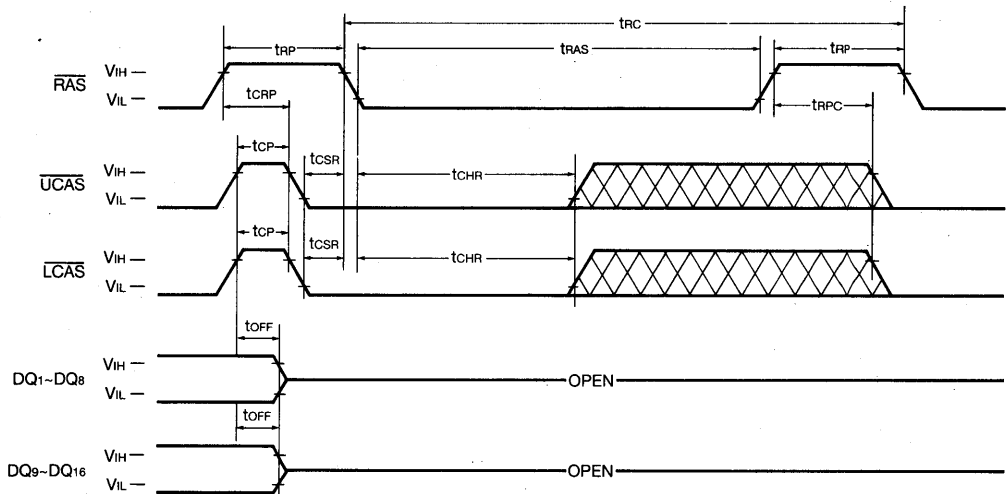 tRC
tRP tRAS tRP
RAS VIH VIL
tCRP tRPC
tCP tCSR
UCAS VIH VIL tCHR
tCP tCSR
LCAS VIH VIL tCHR
tOFF
DQ1~DQ8 VIH VIL OPEN
tOFF
DQ9~DQ16 VIH VIL OPEN